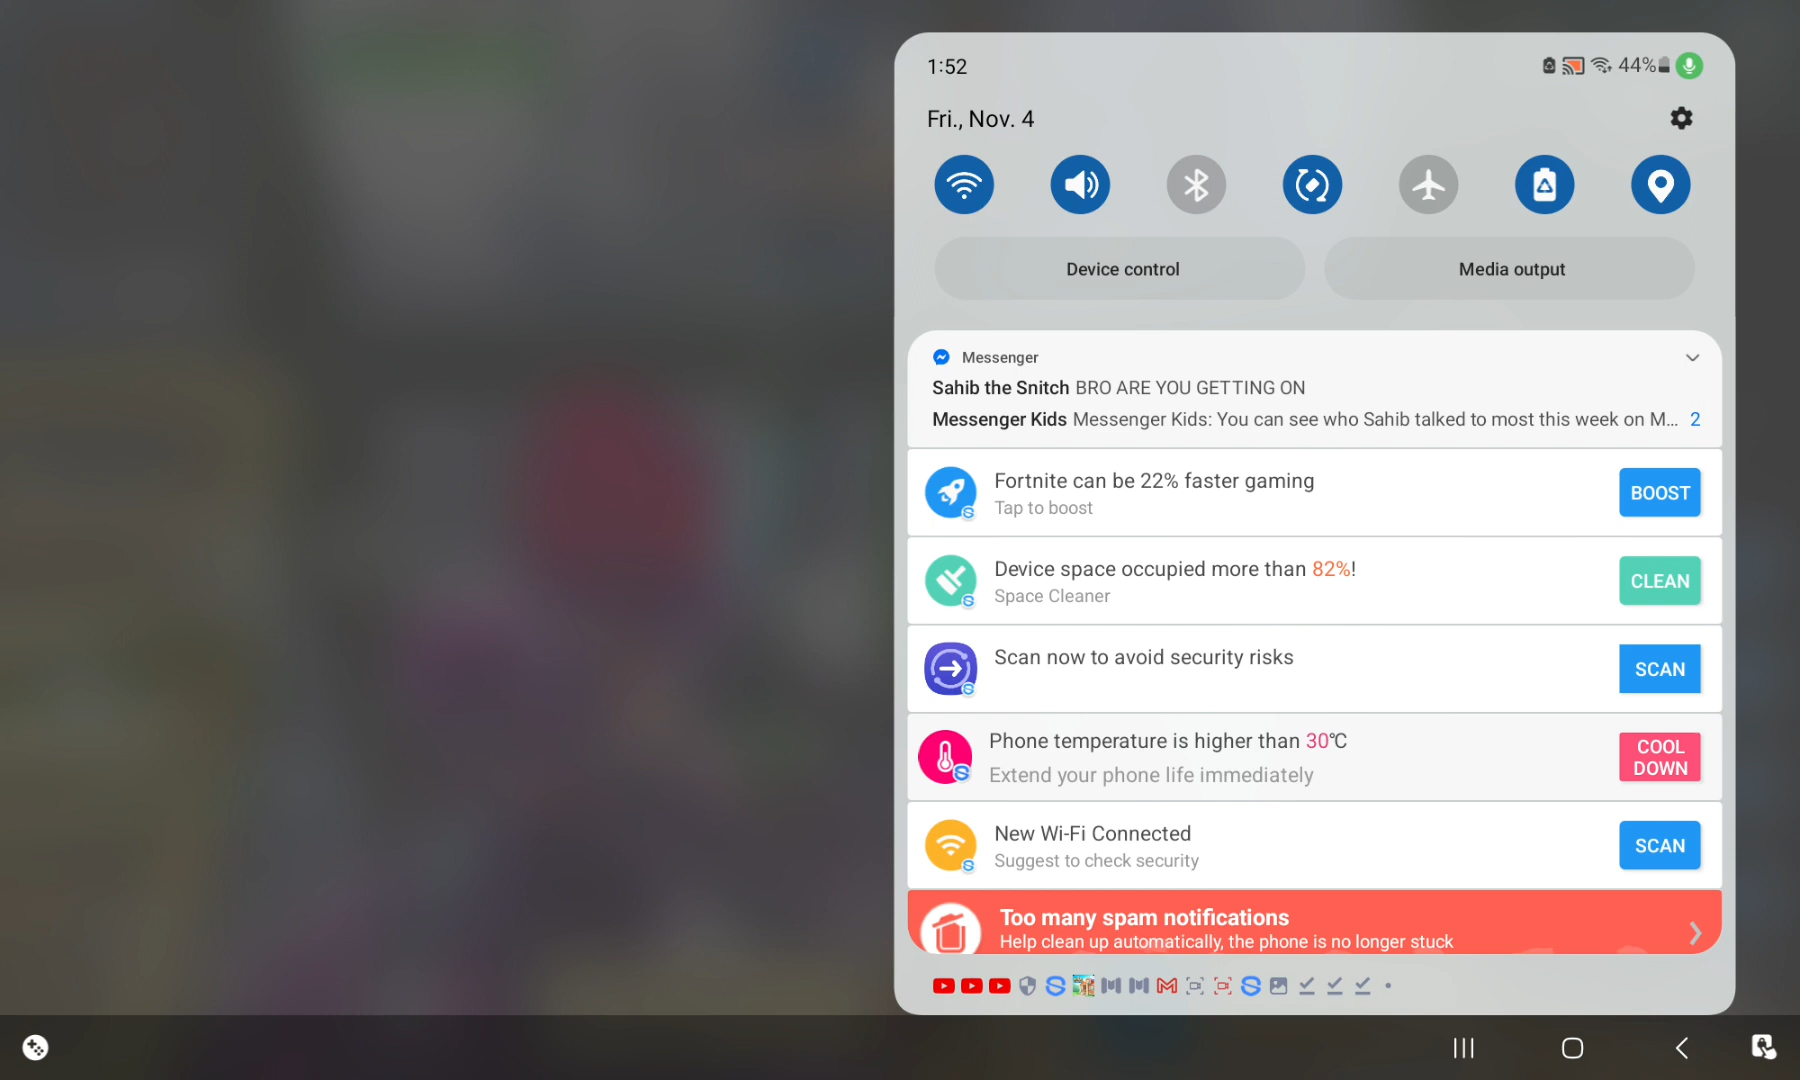 1:52
44%
Fri., Nov. 4
Device control
Media output
Messenger
Sahib the Snitch BRO ARE YOU GETTING ON
Messenger Kids Messenger Kids: You can see who Sahib talked to most this week on M... 2
Fortnite can be 22% faster gaming
Tap to boost
BOOST
Device space occupied more than 82%!
Space Cleaner
CLEAN
Scan now to avoid security risks
SCAN
Phone temperature is higher than 30℃
Extend your phone life immediately
COOL
DOWN
New Wi-Fi Connected
Suggest to check security
SCAN
Too many spam notifications
Help clean up automatically, the phone is no longer stuck